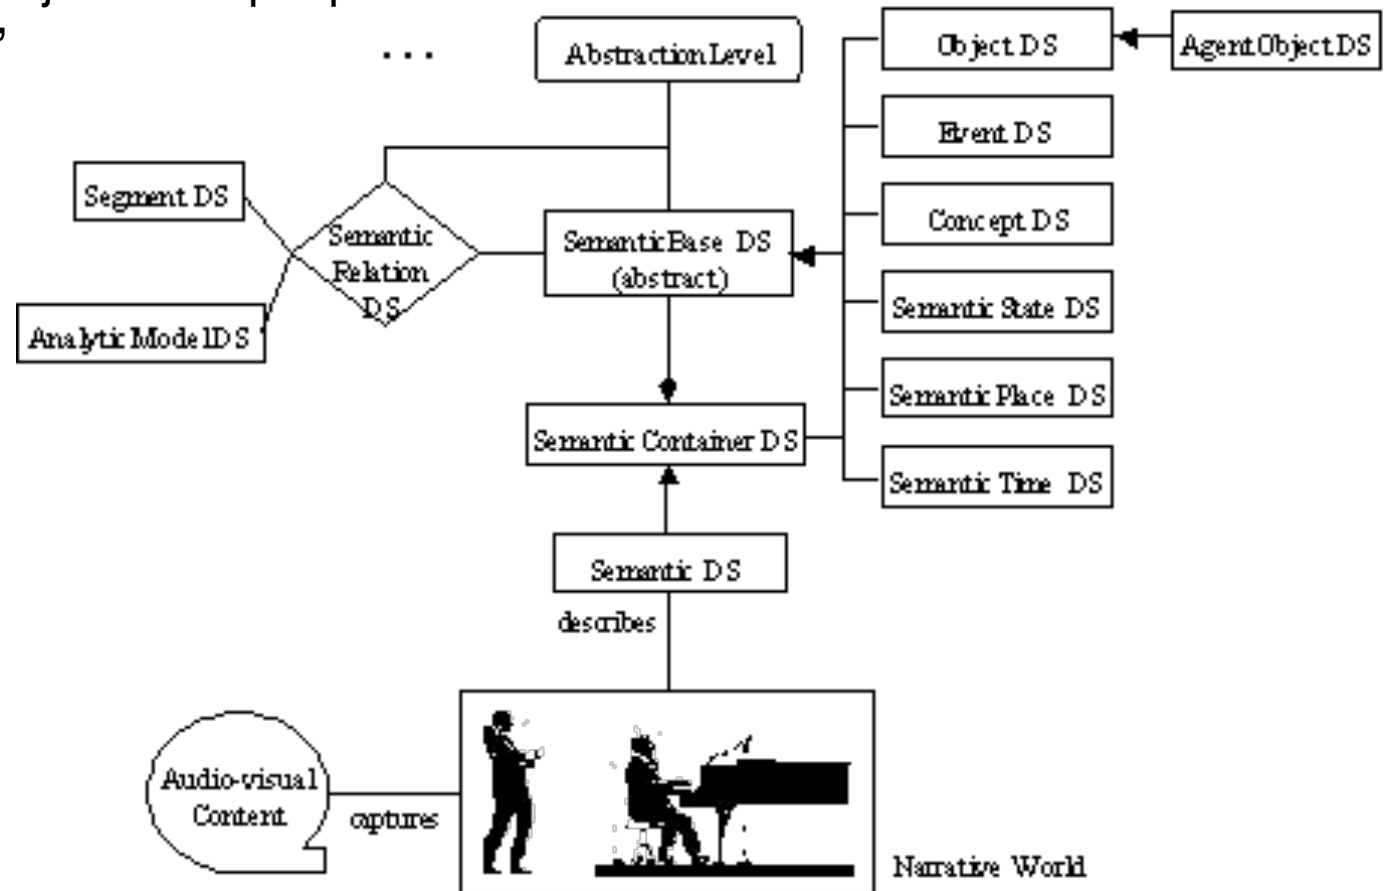 ...
Abstraction Level
Object DS
AgentObject DS
Event DS
Segment DS
Concept DS
Semantic
Relation
DS
SemanticBase DS
(abstract)
Semantic State DS
Analytic Model DS
Semantic Place DS
Semantic Container DS
Semantic Time DS
Semantic DS
describes
Audio-visual
Content
captures
Narrative World